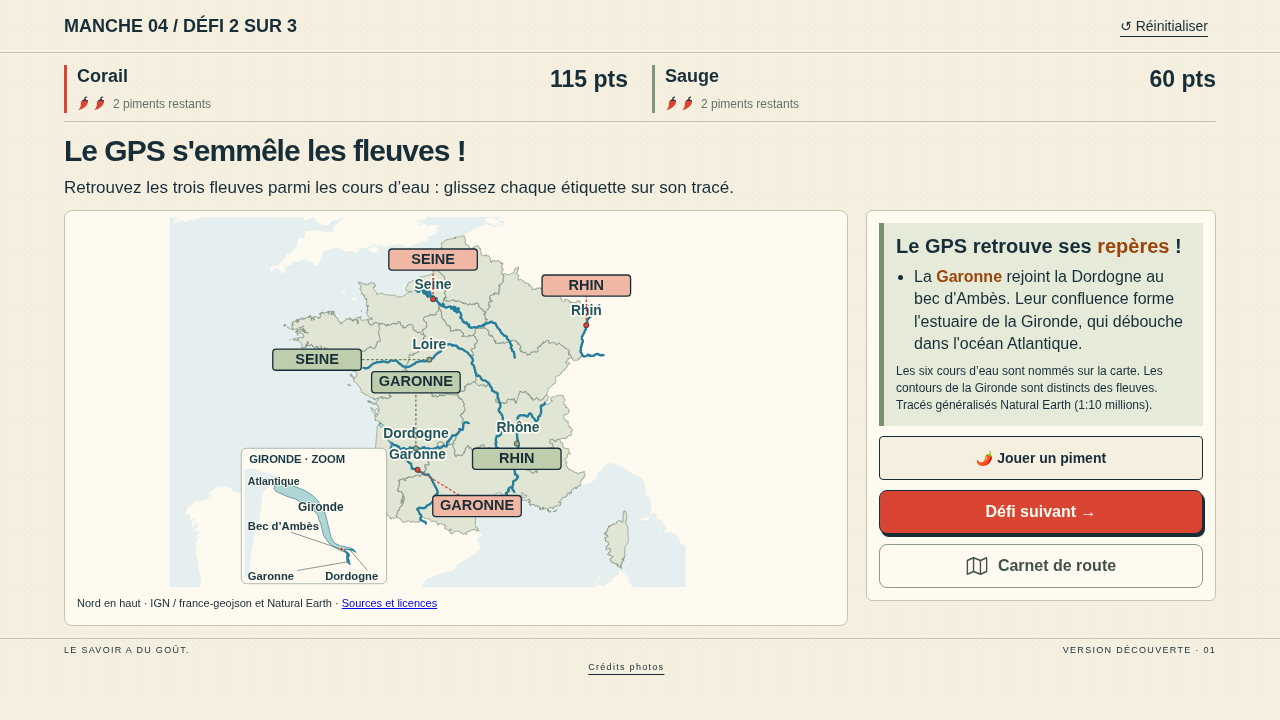 MANCHE 04 / DÉFI 2 SUR 3
↺ Réinitialiser
Corail
115 pts
2 piments restants
Sauge
60 pts
2 piments restants
Le GPS s'emmêle les fleuves !
Retrouvez les trois fleuves parmi les cours d’eau : glissez chaque étiquette sur son tracé.
SEINE
Seine
RHIN
Rhin
Loire
SEINE
GARONNE
Dordogne
Rhône
Garonne
RHIN
GARONNE
GIRONDE · ZOOM
Atlantique
Gironde
Bec d’Ambès
Garonne
Dordogne
Nord en haut · IGN / france-geojson et Natural Earth · Sources et licences
Le GPS retrouve ses repères !
• La Garonne rejoint la Dordogne au
bec d'Ambès. Leur confluence forme
l'estuaire de la Gironde, qui débouche
dans l'océan Atlantique.
Les six cours d’eau sont nommés sur la carte. Les
contours de la Gironde sont distincts des fleuves.
Tracés généralisés Natural Earth (1:10 millions).
🌶️ Jouer un piment
Défi suivant →
Carnet de route
LE SAVOIR A DU GOÛT.
VERSION DÉCOUVERTE · 01
Crédits photos